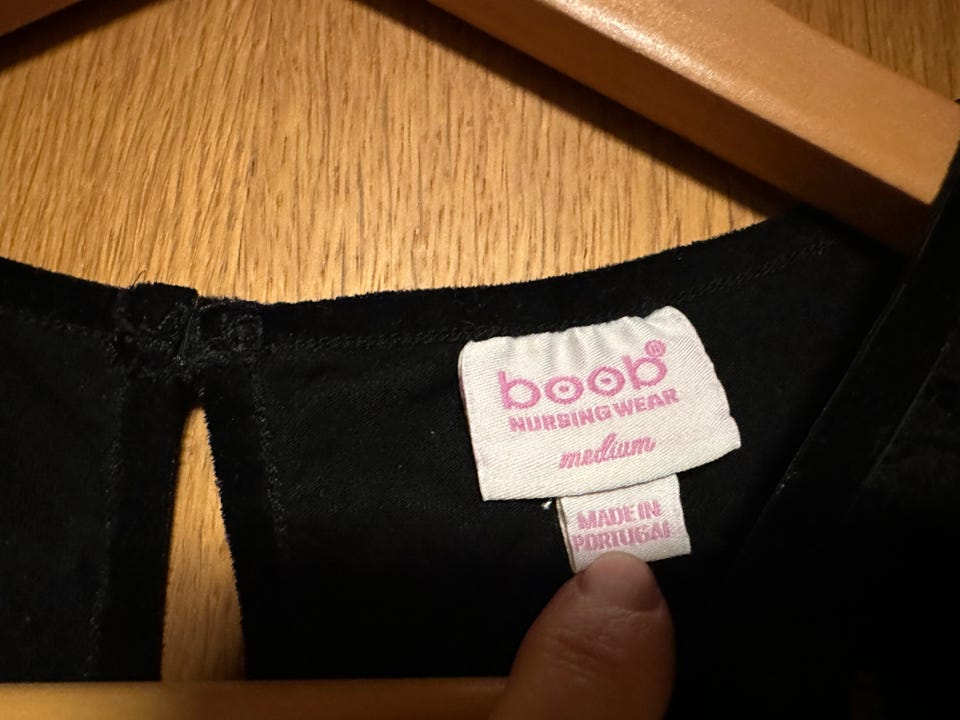 boob®
NURSING WEAR
medium
MADE IN
PORTUGAL